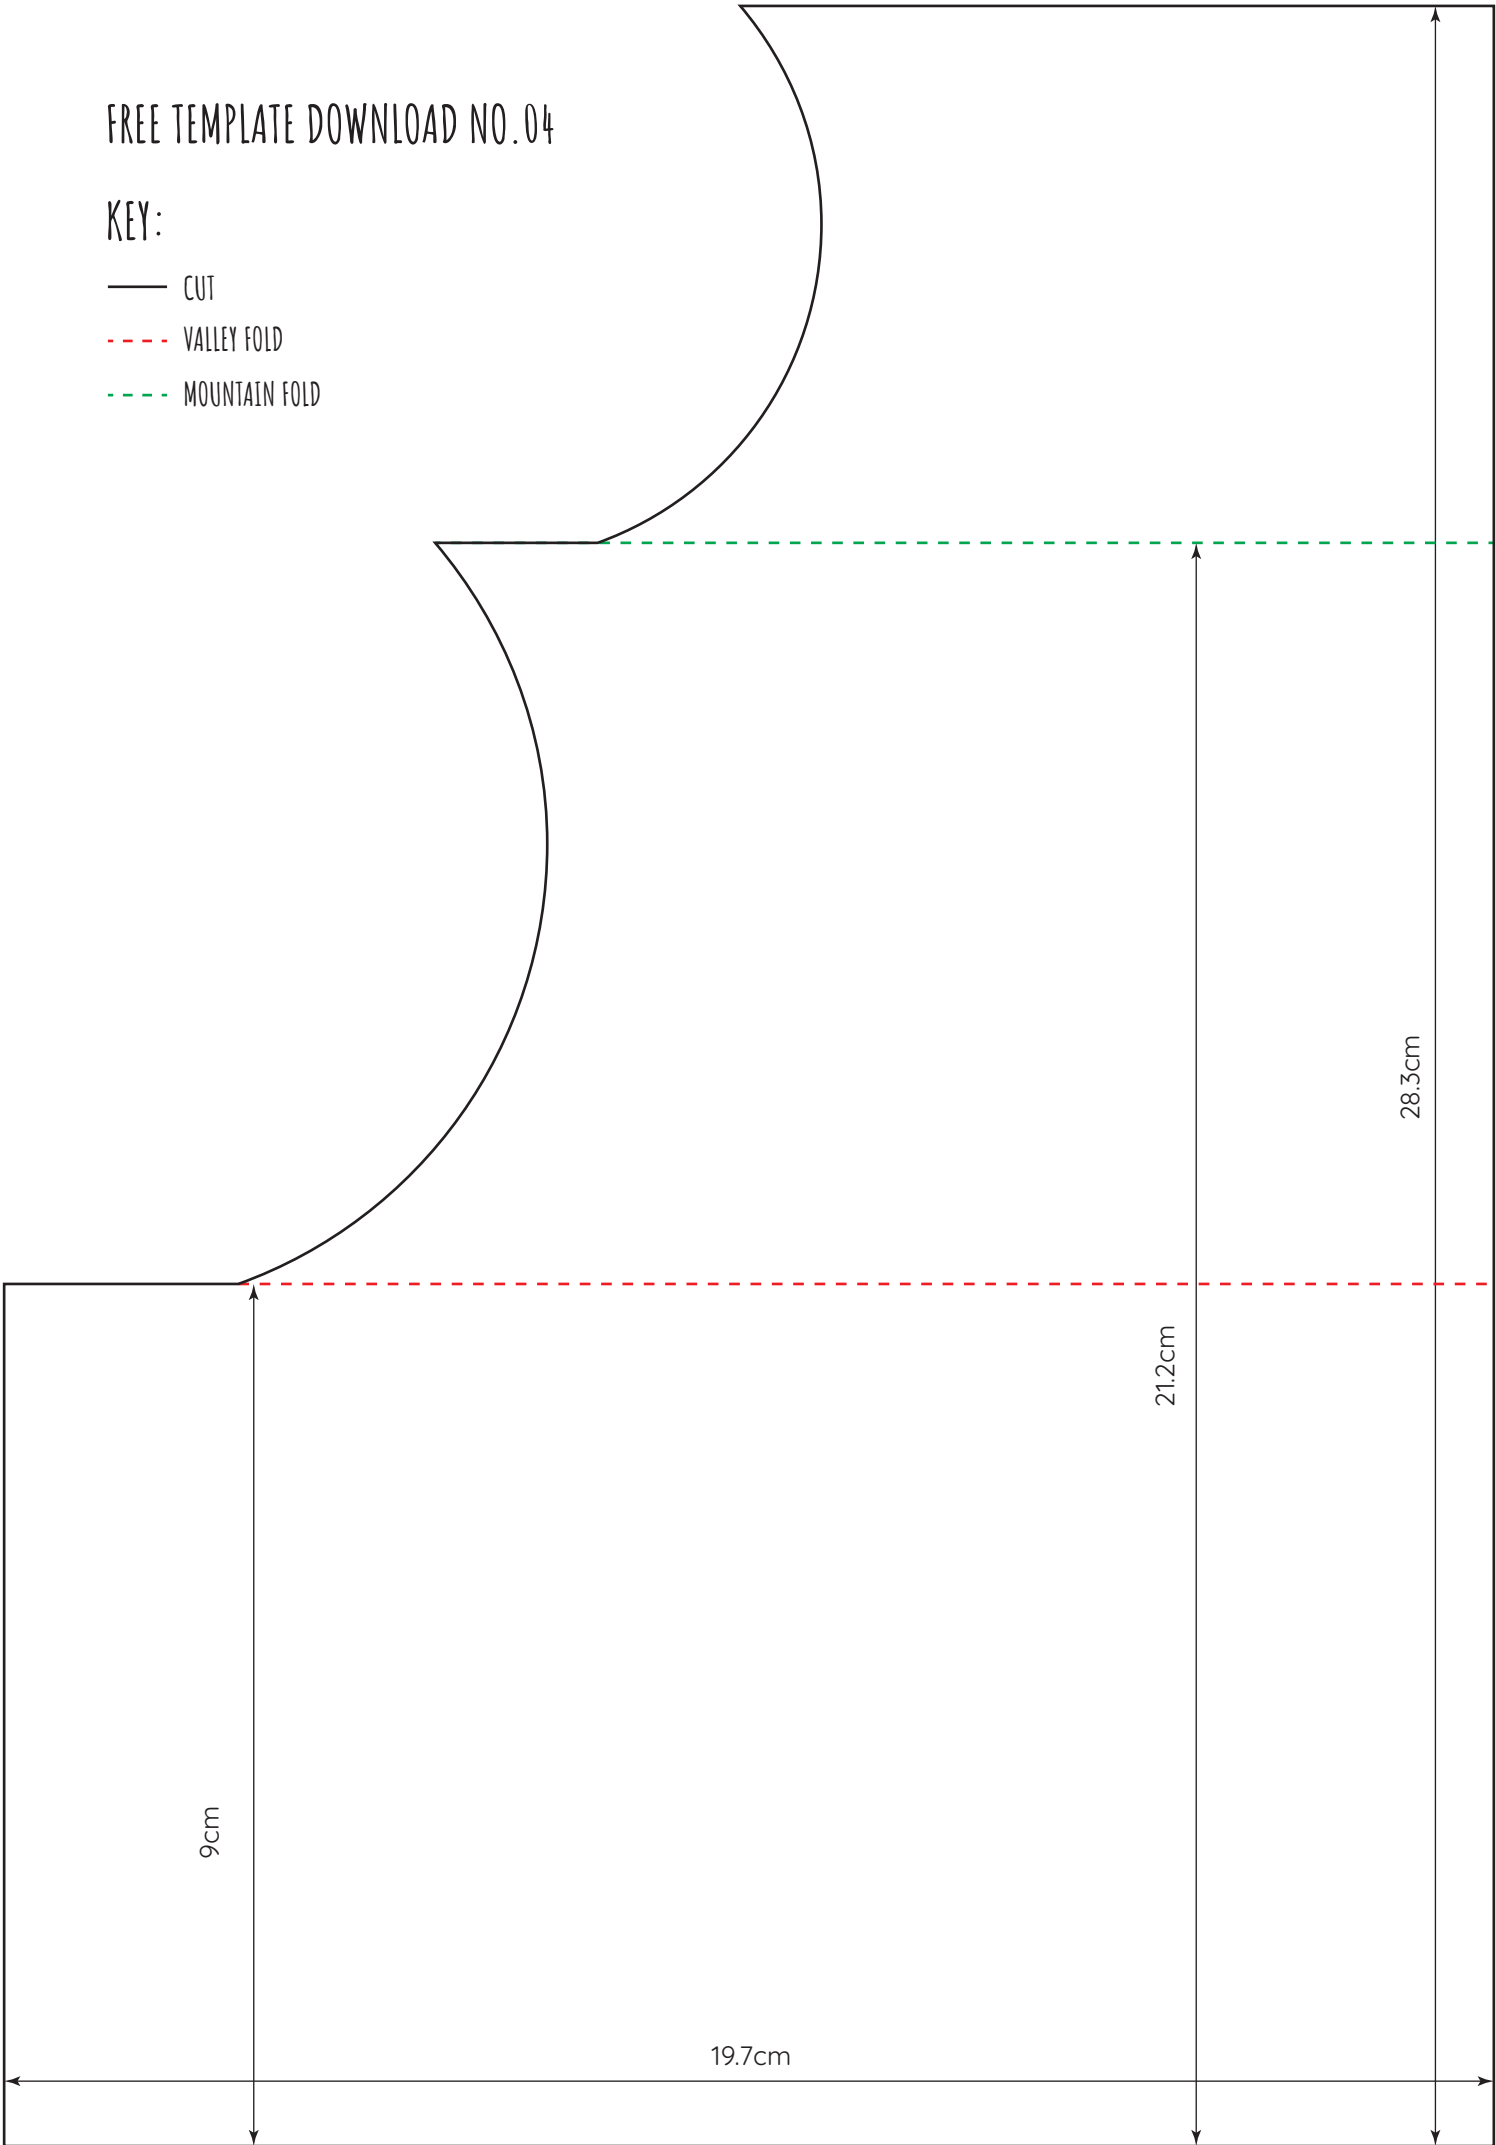 FREE TEMPLATE DOWNLOAD NO.04
KEY:
CUT
VALLEY FOLD
MOUNTAIN FOLD
28.3cm
21.2cm
9cm
19.7cm